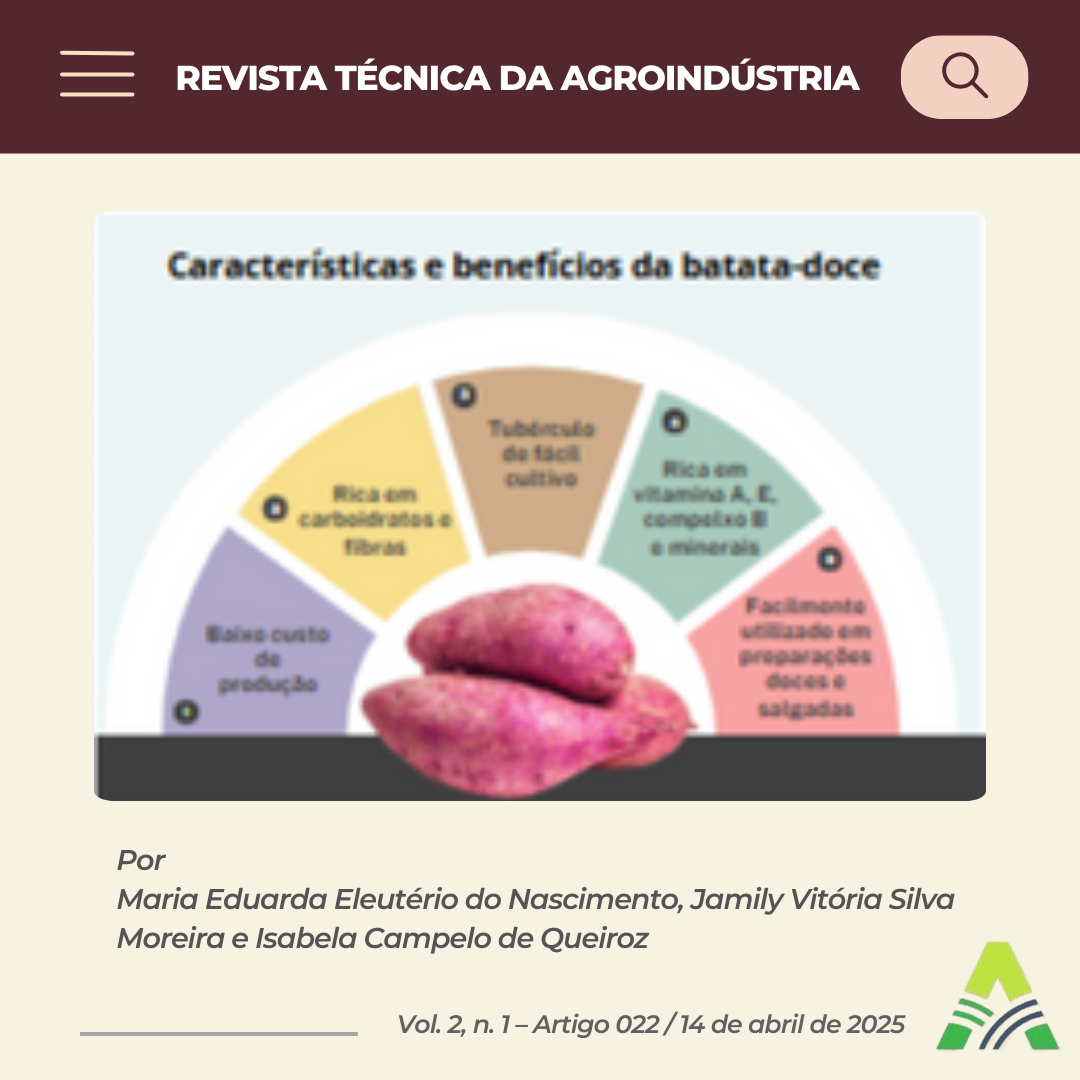 REVISTA TÉCNICA DA AGROINDÚSTRIA
Características e benefícios da batata-doce
Baixo custo
de
produção
Rica em
carboidratos e
fibras
Tubérculo
de fácil
cultivo
Rica em
vitamina A, E,
compelxo B
e minerais
Facilmente
utilizado em
preparações
doces e
salgadas
Por
Maria Eduarda Eleutério do Nascimento, Jamily Vitória Silva
Moreira e Isabela Campelo de Queiroz
Vol. 2, n. 1 – Artigo 022 / 14 de abril de 2025